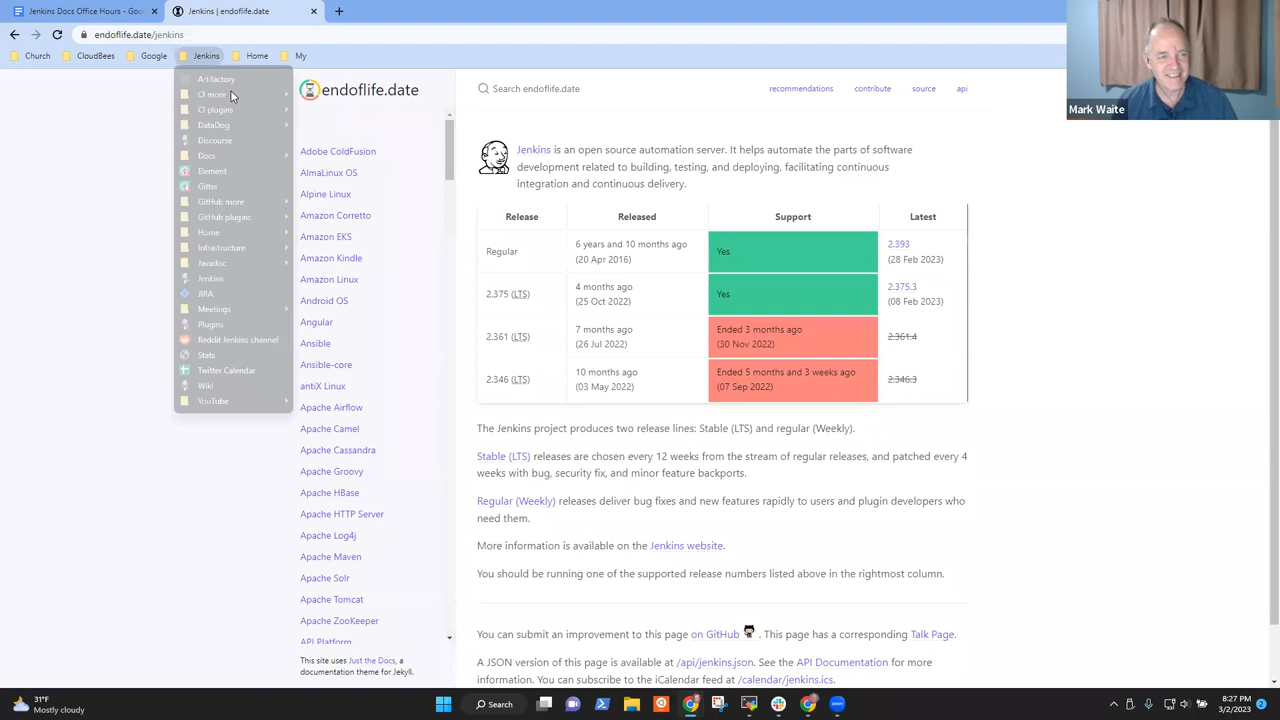 Jenkins Docs Office Hours - Goo
Jenkins | endoflife.date
endoflife.date/jenkins
Church
CloudBees
Google
Jenkins
Home
My
Artifactory
CI more
CI plugins
DataDog
Discourse
Docs
Element
Gitter
GitHub more
GitHub plugins
Home
Infrastructure
Javadoc
Jenkins
JIRA
Meetings
Plugins
Reddit Jenkins channel
Stats
Twitter Calendar
Wiki
YouTube
endoflife.date
Adobe ColdFusion
AlmaLinux OS
Alpine Linux
Amazon Corretto
Amazon EKS
Amazon Kindle
Amazon Linux
Android OS
Angular
Ansible
Ansible-core
antiX Linux
Apache Airflow
Apache Camel
Apache Cassandra
Apache Groovy
Apache HBase
Apache HTTP Server
Apache Log4j
Apache Maven
Apache Solr
Apache Tomcat
Apache ZooKeeper
API Platform
This site uses Just the Docs, a
documentation theme for Jekyll.
Search endoflife.date
recommendations
contribute
source
api
Jenkins is an open source automation server. It helps automate the parts of software
development related to building, testing, and deploying, facilitating continuous
integration and continuous delivery.
Release Released Support Latest
Regular 6 years and 10 months ago Yes 2.393
(20 Apr 2016) (28 Feb 2023)
2.375 (LTS) 4 months ago Yes 2.375.3
(25 Oct 2022) (08 Feb 2023)
2.361 (LTS) 7 months ago Ended 3 months ago 2.361.4
(26 Jul 2022) (30 Nov 2022)
2.346 (LTS) 10 months ago Ended 5 months and 3 weeks ago 2.346.3
(03 May 2022) (07 Sep 2022)
The Jenkins project produces two release lines: Stable (LTS) and regular (Weekly).
Stable (LTS) releases are chosen every 12 weeks from the stream of regular releases, and patched every 4
weeks with bug, security fix, and minor feature backports.
Regular (Weekly) releases deliver bug fixes and new features rapidly to users and plugin developers who
need them.
More information is available on the Jenkins website.
You should be running one of the supported release numbers listed above in the rightmost column.
You can submit an improvement to this page on GitHub . This page has a corresponding Talk Page.
A JSON version of this page is available at /api/jenkins.json. See the API Documentation for more
information. You can subscribe to the iCalendar feed at /calendar/jenkins.ics.
Mark Waite
31°F
Mostly cloudy
Search
8:27 PM
3/2/2023
2